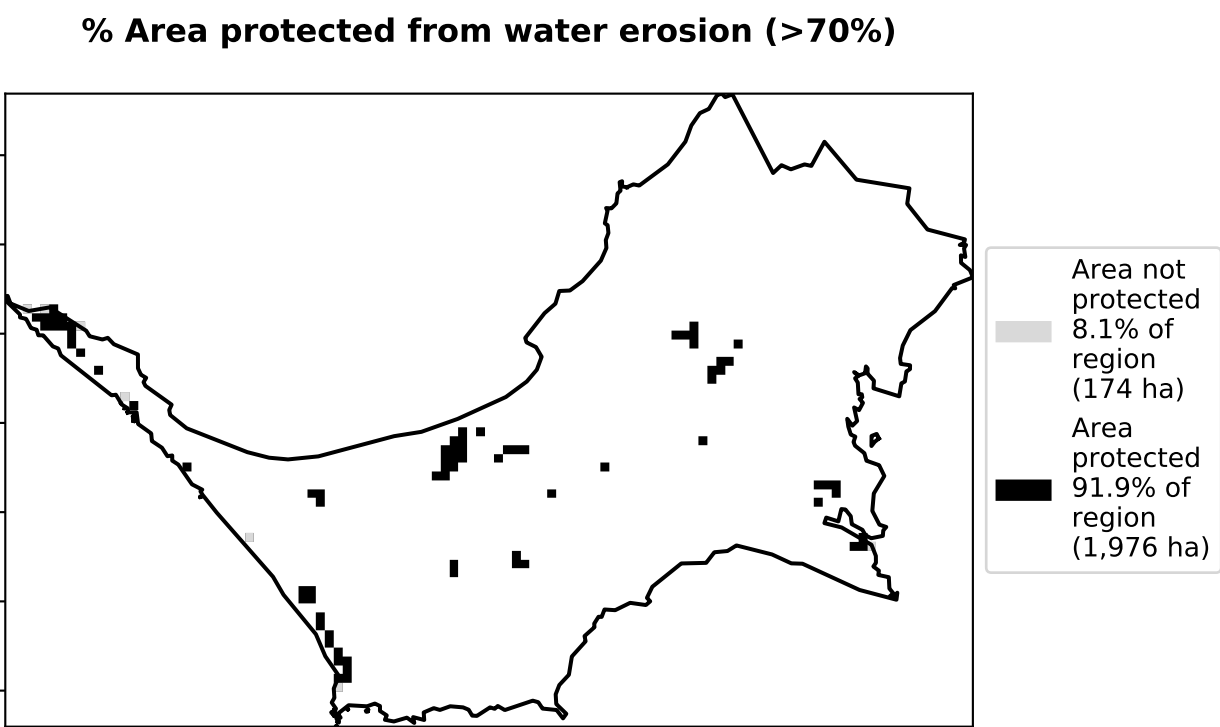 % Area protected from water erosion (>70%)
Area not
protected
8.1% of
region
(174 ha)
Area
protected
91.9% of
region
(1,976 ha)